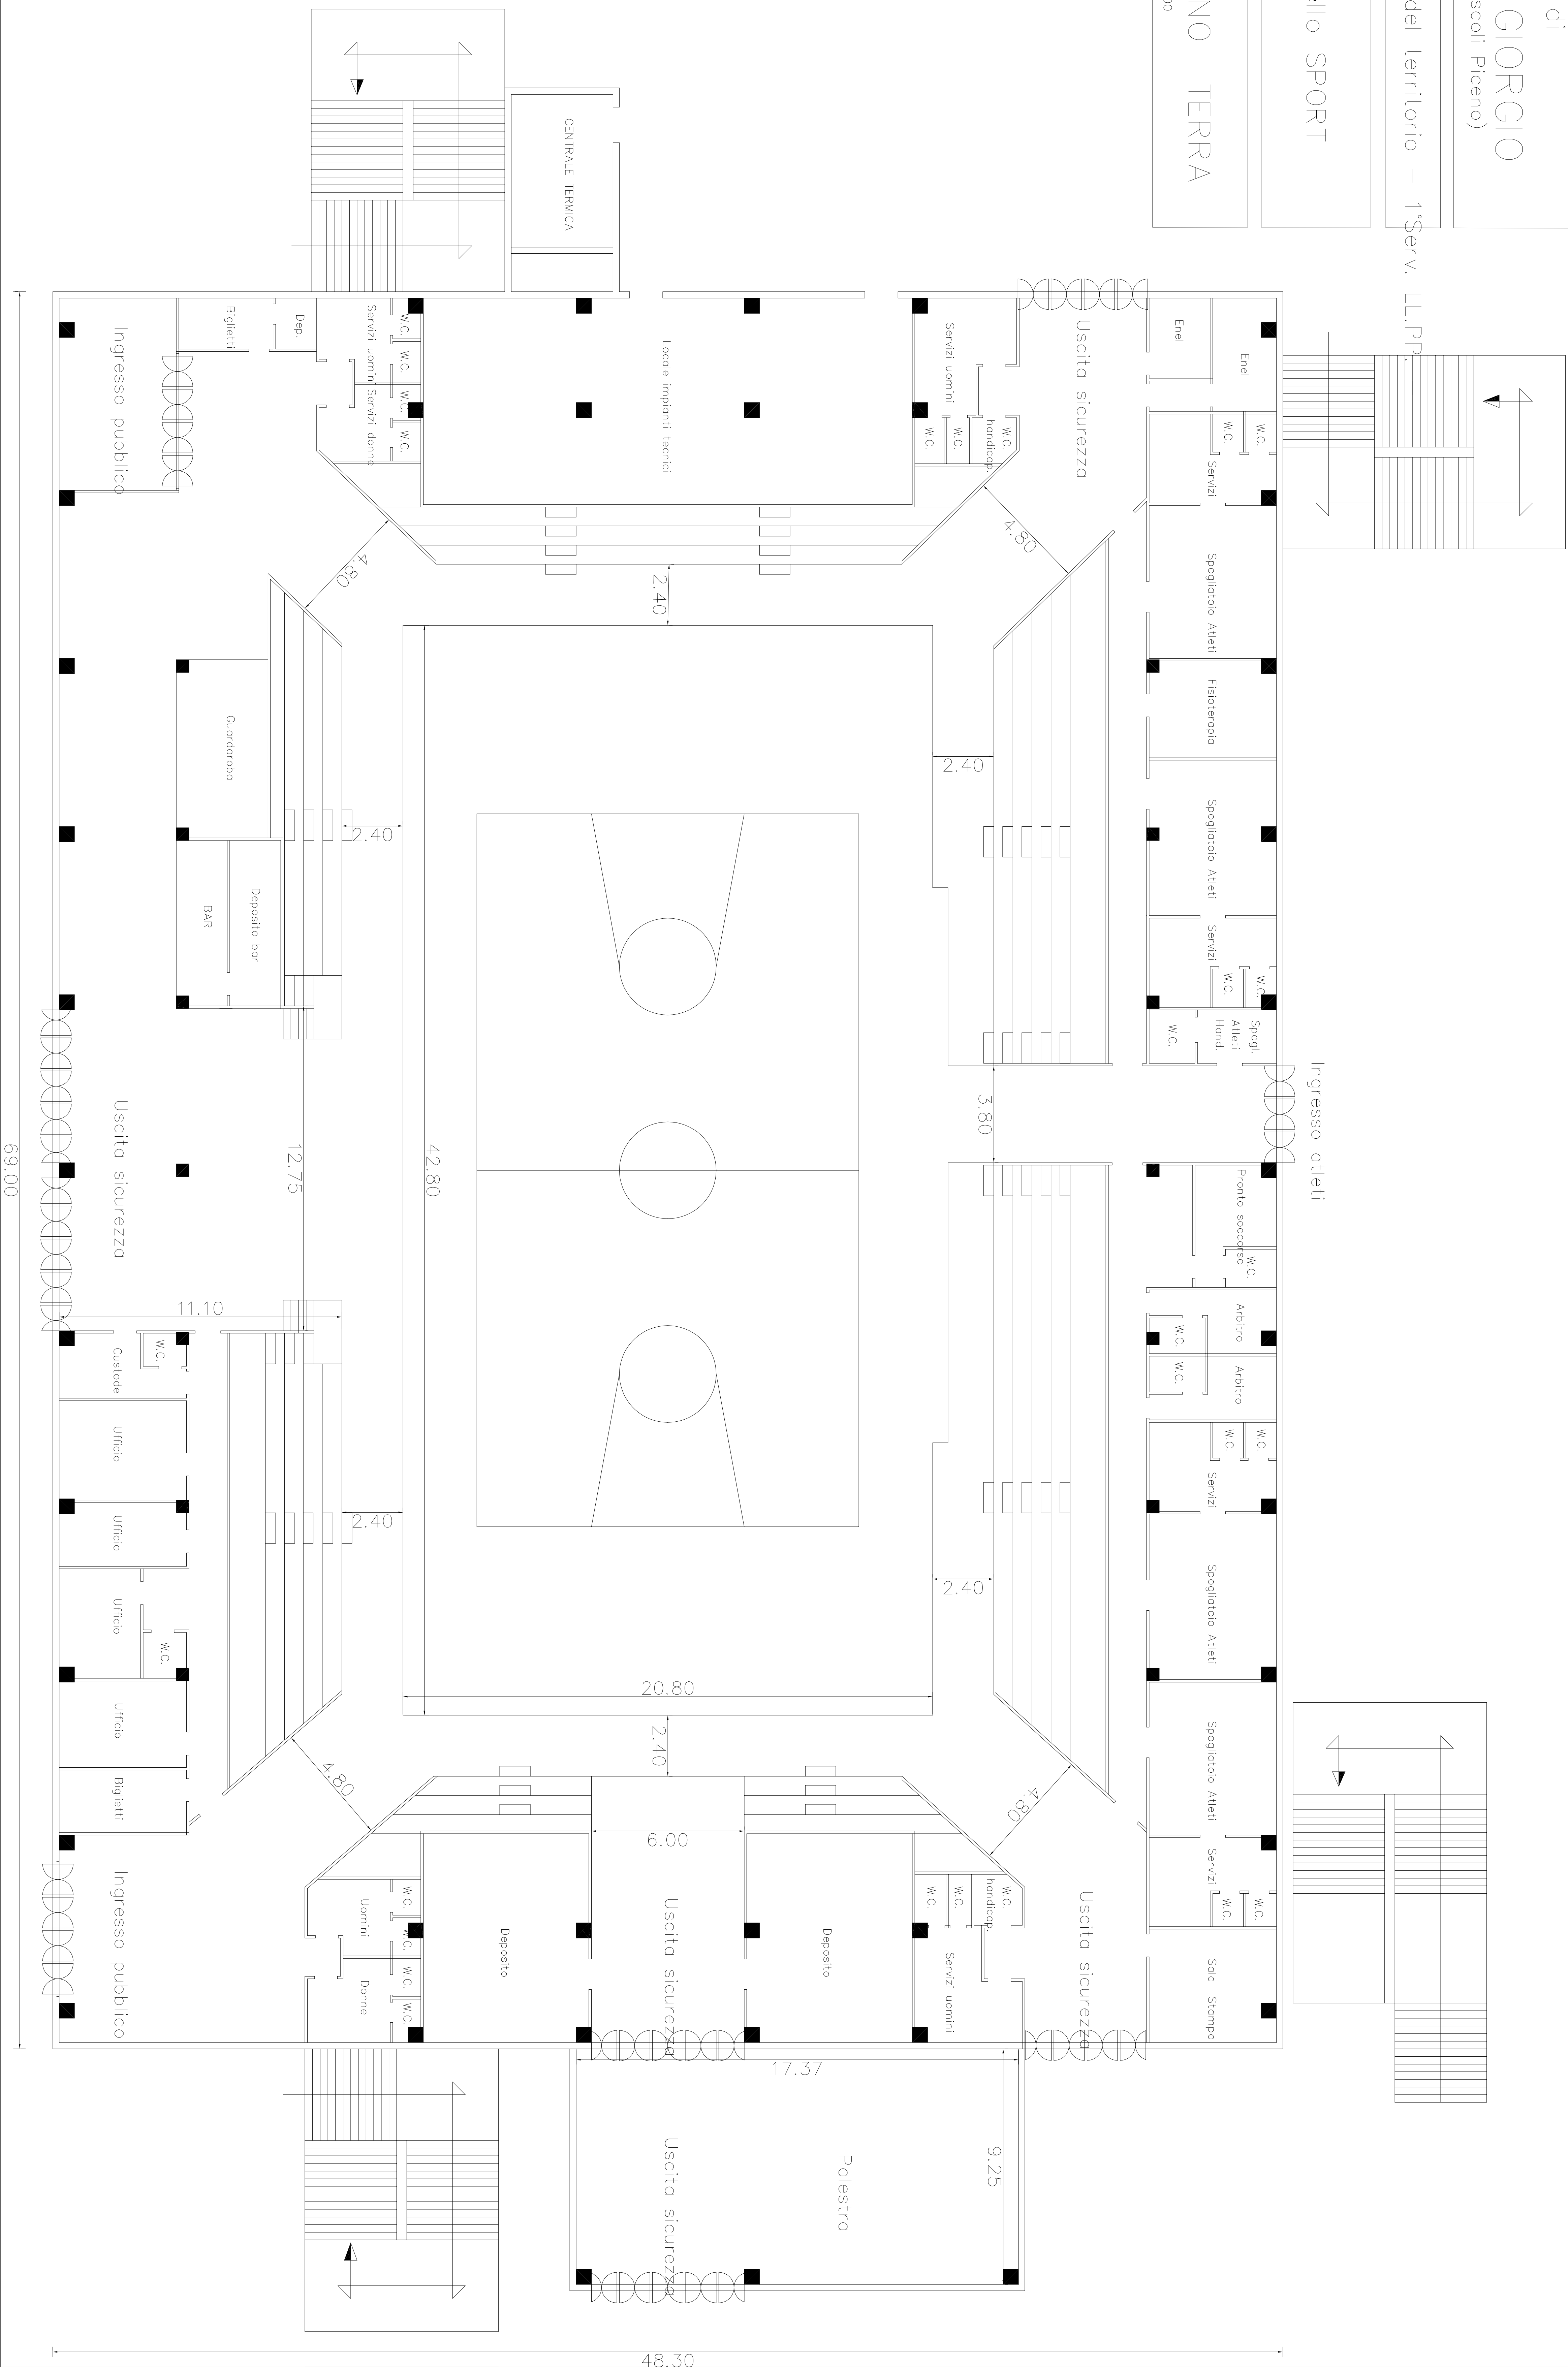 di
GIORGIO
scoli Piceno)
del territorio — 1°Serv. LL.PP. —
ello SPORT
NO TERRA
00
CENTRALE TERMICA
Enel
Enel
Uscita sicurezza
Servizi uomini
handicap.
W.C.
W.C.
W.C.
Locale impianti tecnici
W.C.
W.C.
W.C.
W.C.
Servizi uomini
Servizi donne
Dep.
Biglietti
Ingresso pubblico
W.C.
W.C.
Servizi
Spogliatoio Atleti
Fisioterapia
Spogliatoio Atleti
Servizi
W.C.
W.C.
Spogl.
Atleti
Hand.
W.C.
Ingresso atleti
4.80
4.80
2.40
2.40
2.40
Guardaroba
Deposito bar
BAR
3.80
42.80
12.75
Uscita sicurezza
69.00
11.10
Pronto soccorso
W.C.
Arbitro
W.C.
Arbitro
W.C.
W.C.
W.C.
Servizi
Spogliatoio Atleti
Spogliatoio Atleti
Servizi
W.C.
W.C.
Sala Stampa
W.C.
Custode
Ufficio
Ufficio
Ufficio
W.C.
Ufficio
Biglietti
Ingresso pubblico
2.40
2.40
20.80
2.40
4.80
4.80
6.00
Uscita sicurezza
W.C.
handicap.
W.C.
W.C.
Servizi uomini
Deposito
Uscita sicurezza
Deposito
W.C.
W.C.
W.C.
W.C.
Uomini
Donne
17.37
9.25
Palestra
Uscita sicurezza
48.30